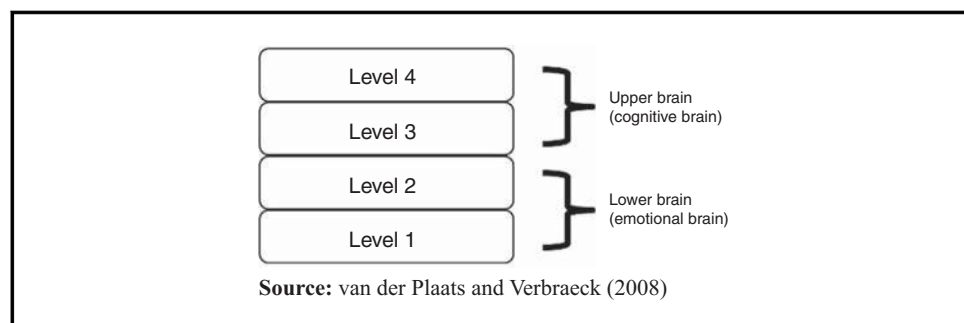 Level 4
Level 3
Upper brain
(cognitive brain)
Level 2
Level 1
Lower brain
(emotional brain)
Source: van der Plaats and Verbraeck (2008)